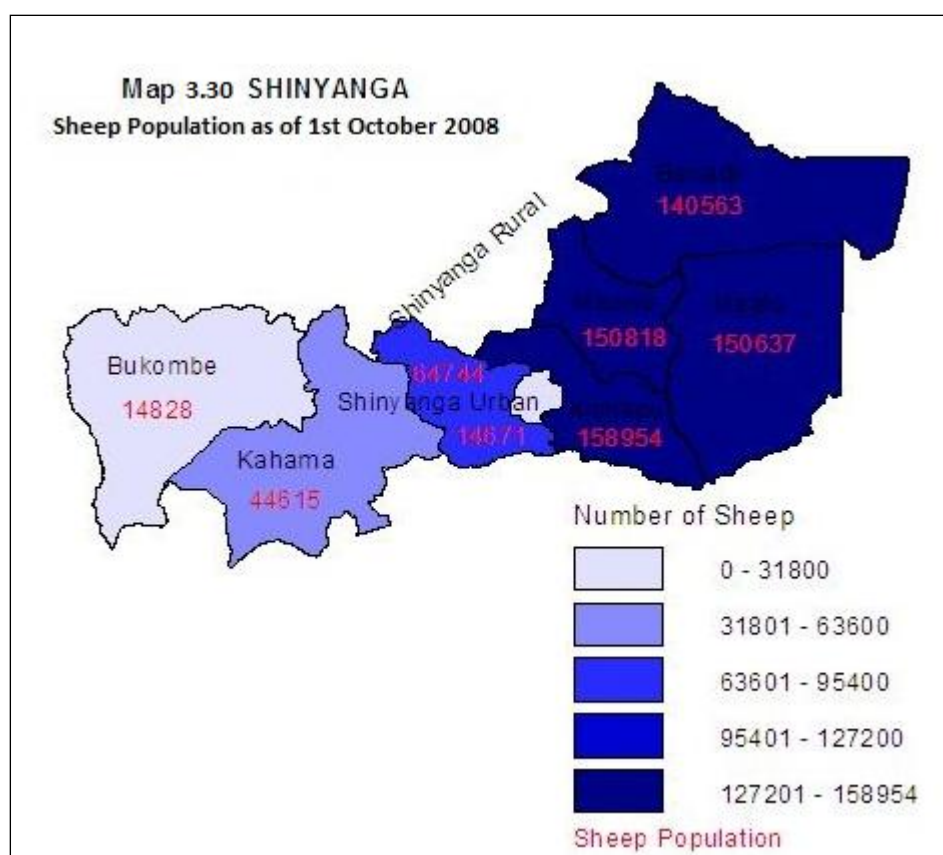 Map 3.30 SHINYANGA
Sheep Population as of 1st October 2008
140563
Shinyanga Rural
150818
150637
Bukombe
14828
64744
Shinyanga Urban
14671
158954
Kahama
44615
Number of Sheep
0 - 31800
31801 - 63600
63601 - 95400
95401 - 127200
127201 - 158954
Sheep Population